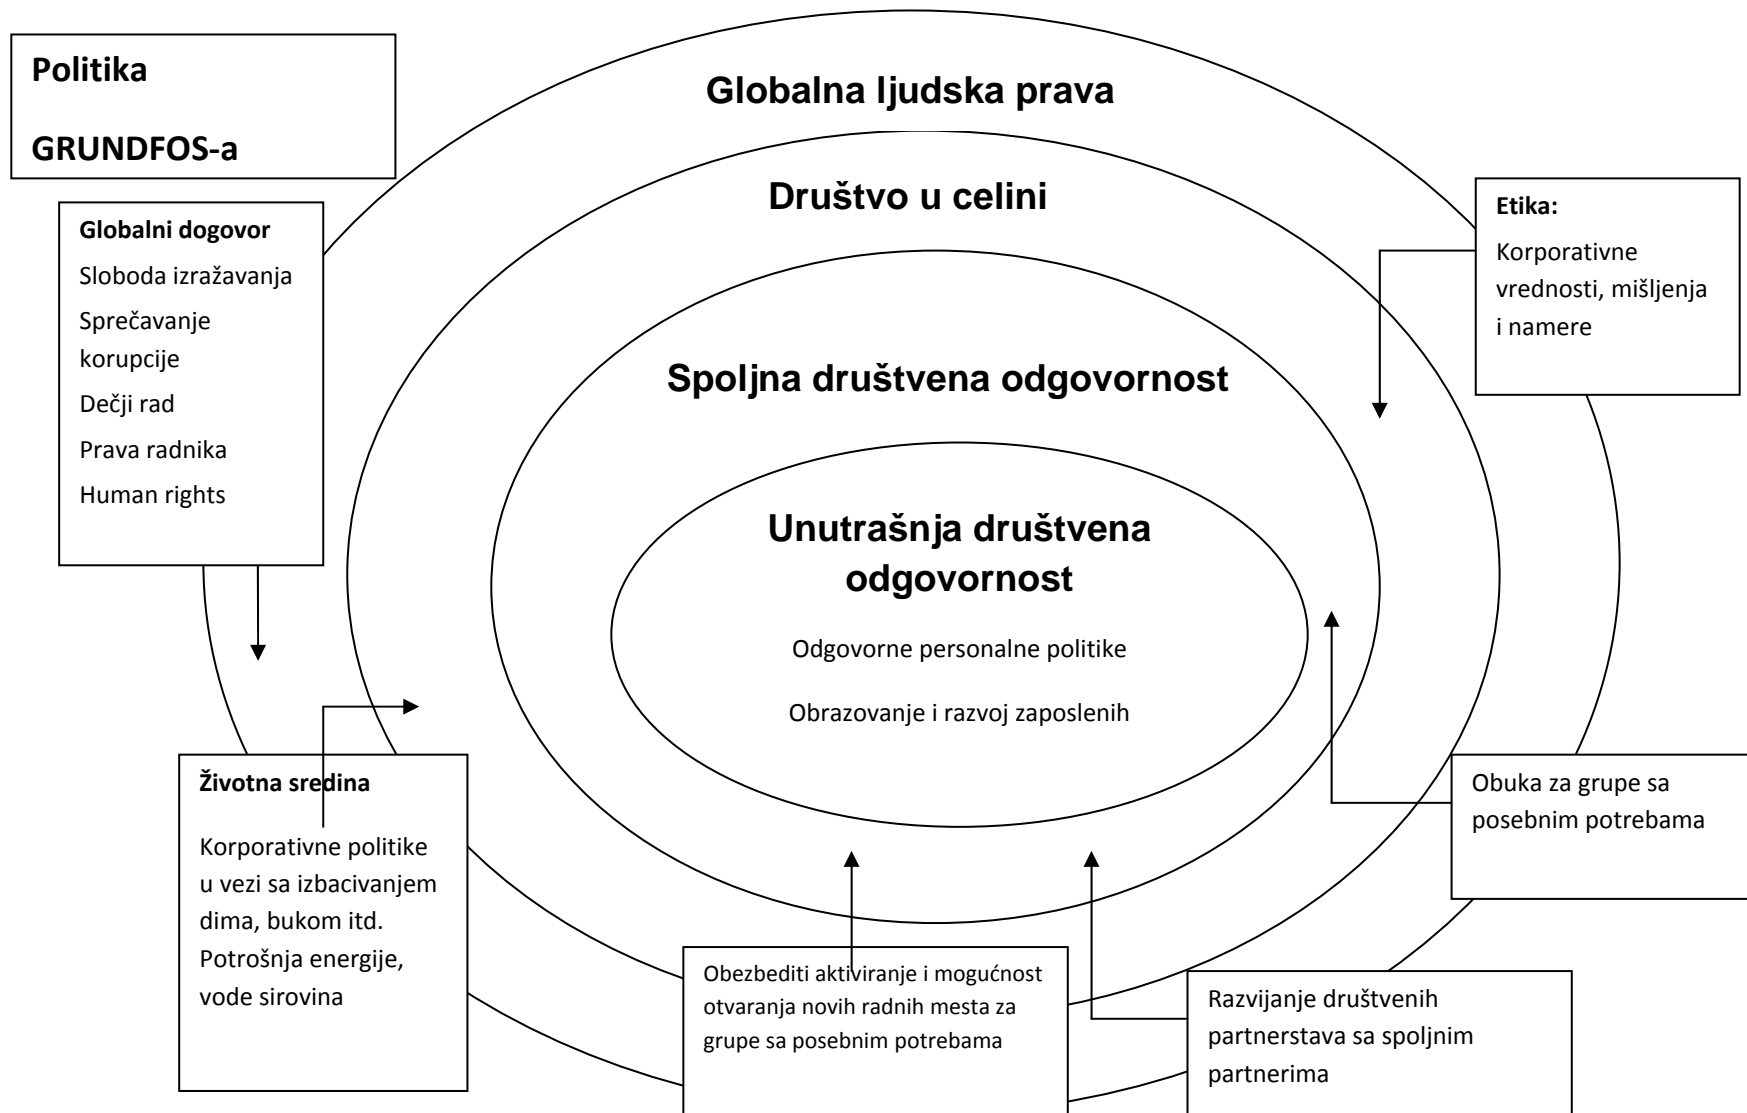 Politika
GRUNDFOS-a
Globalna ljudska prava
Društvo u celini
Spoljna društvena odgovornost
Unutrašnja društvena
odgovornost
Odgovorne personalne politike
Obrazovanje i razvoj zaposlenih
Globalni dogovor
Sloboda izražavanja
Sprečavanje
korupcije
Dečji rad
Prava radnika
Human rights
Etika:
Korporativne
vrednosti, mišljenja
i namere
Životna sredina
Korporativne politike
u vezi sa izbacivanjem
dima, bukom itd.
Potrošnja energije,
vode sirovina
Obezbediti aktiviranje i mogućnost
otvaranja novih radnih mesta za
grupe sa posebnim potrebama
Razvijanje društvenih
partnerstava sa spoljnim
partnerima
Obuka za grupe sa
posebnim potrebama